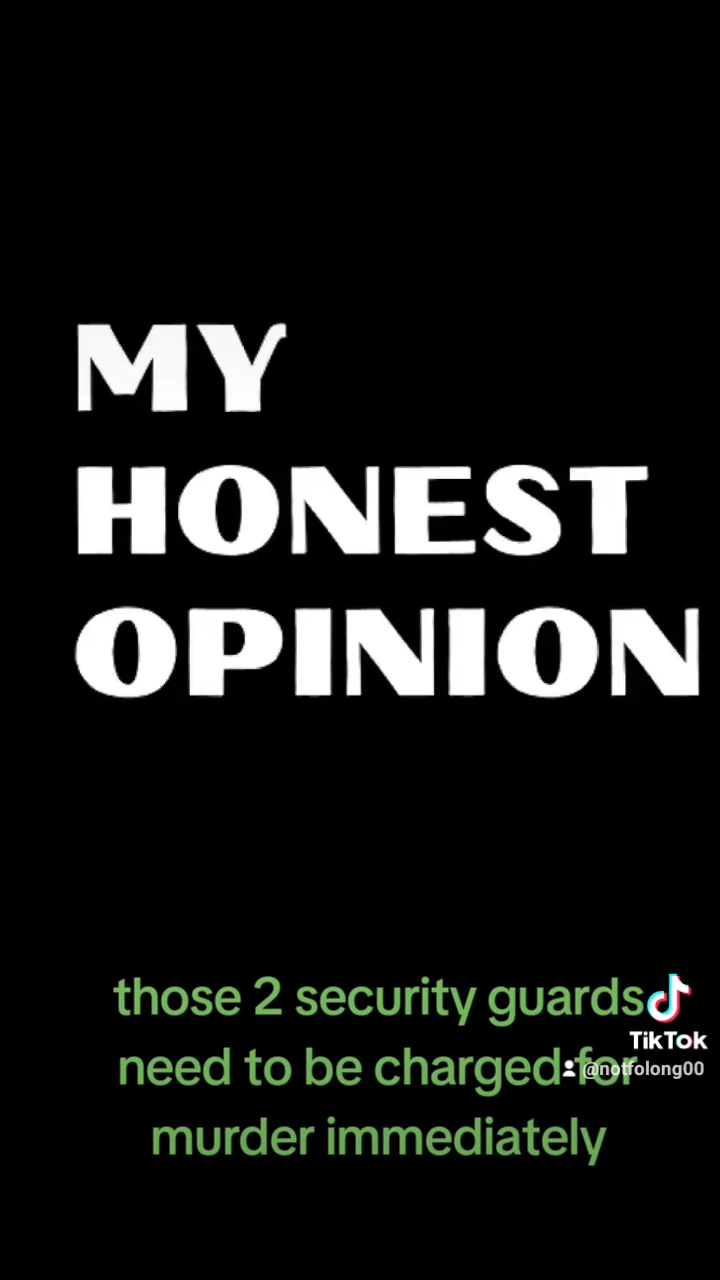 MY
HONEST
OPINION
those 2 security guards
TikTok
need to be charged for
@notfolong00
murder immediately